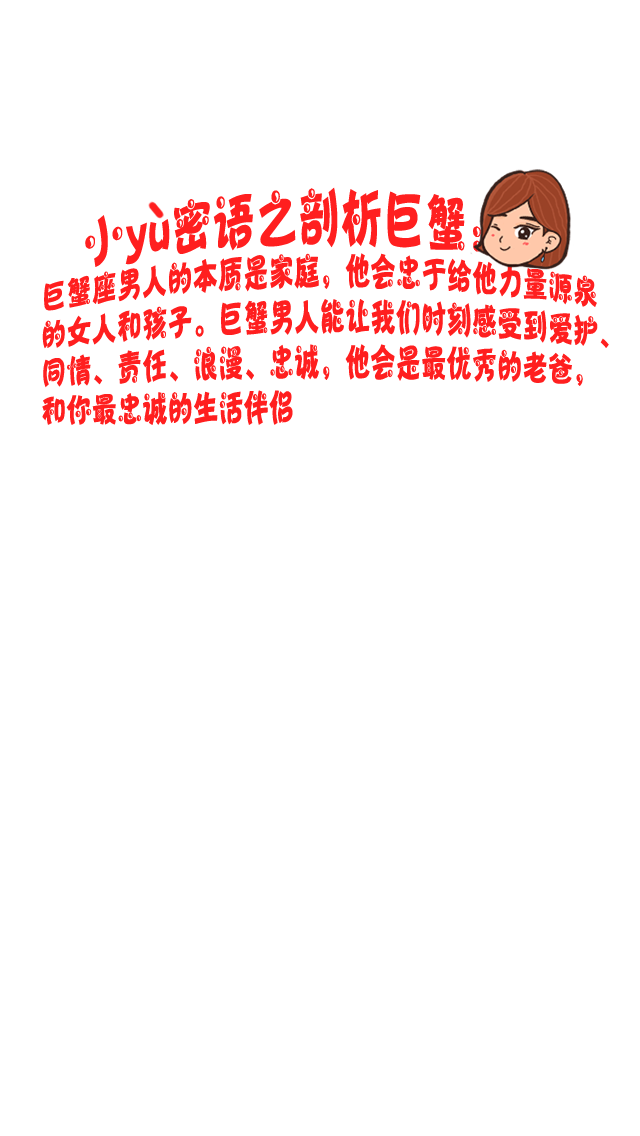 小yù密语之剖析巨蟹
巨蟹座男人的本质是家庭，他会忠于给他力量源泉
的女人和孩子。巨蟹男人能让我们时刻感受到爱护、
同情、责任、浪漫、忠诚，他会是最优秀的老爸，
和你最忠诚的生活伴侣